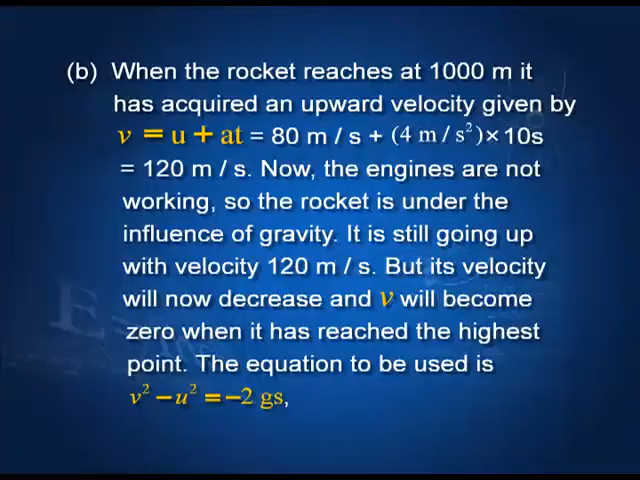 (b) When the rocket reaches at 1000 m it
has acquired an upward velocity given by
v = u + at = 80 m / s + (4 m / s²)×10s
= 120 m / s. Now, the engines are not
working, so the rocket is under the
influence of gravity. It is still going up
with velocity 120 m / s. But its velocity
will now decrease and v will become
zero when it has reached the highest
point. The equation to be used is
v² − u² = −2 gs,